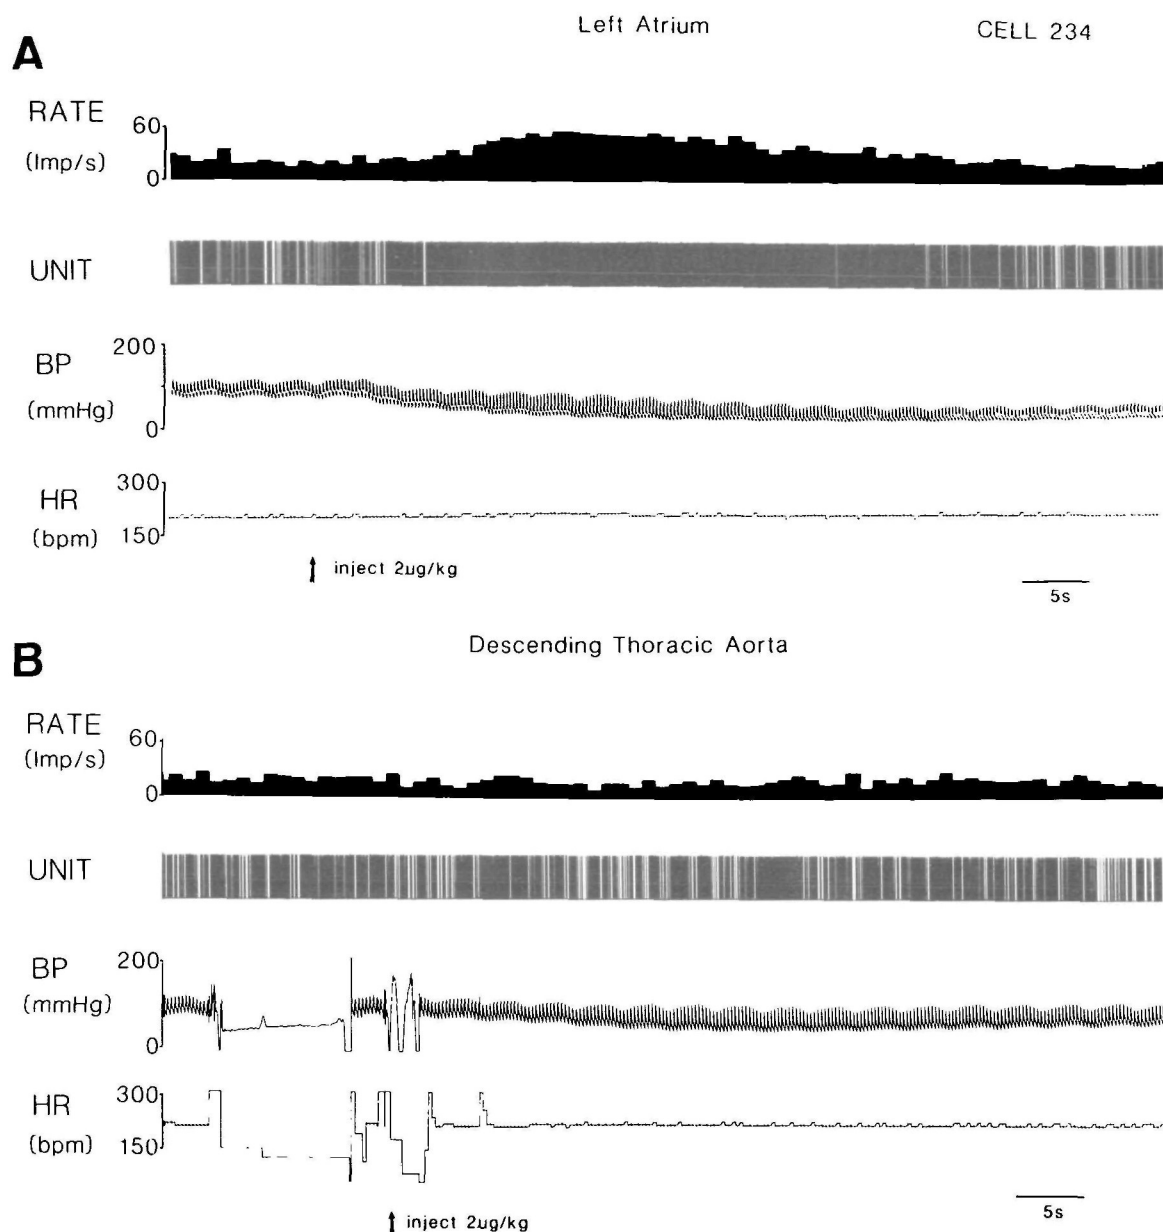 Left Atrium CELL 234
A
RATE
(Imp/s)
60
0
UNIT
BP
(mmHg)
200
0
HR
(bpm)
300
150
inject 2µg/kg
5s
Descending Thoracic Aorta
B
RATE
(Imp/s)
60
0
UNIT
BP
(mmHg)
200
0
HR
(bpm)
300
150
5s
inject 2µg/kg